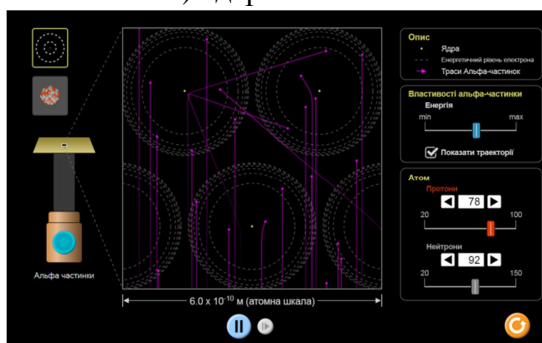 Опис
Ядра
Енергетичний рівень електрона
Траси Альфа-частинок
Властивості альфа-частинки
Енергія
min max
Показати траєкторії
Атом
Протони
78
20 100
Нейтрони
92
20 150
Альфа частинки
6.0 x 10⁻¹⁰ м (атомна шкала)